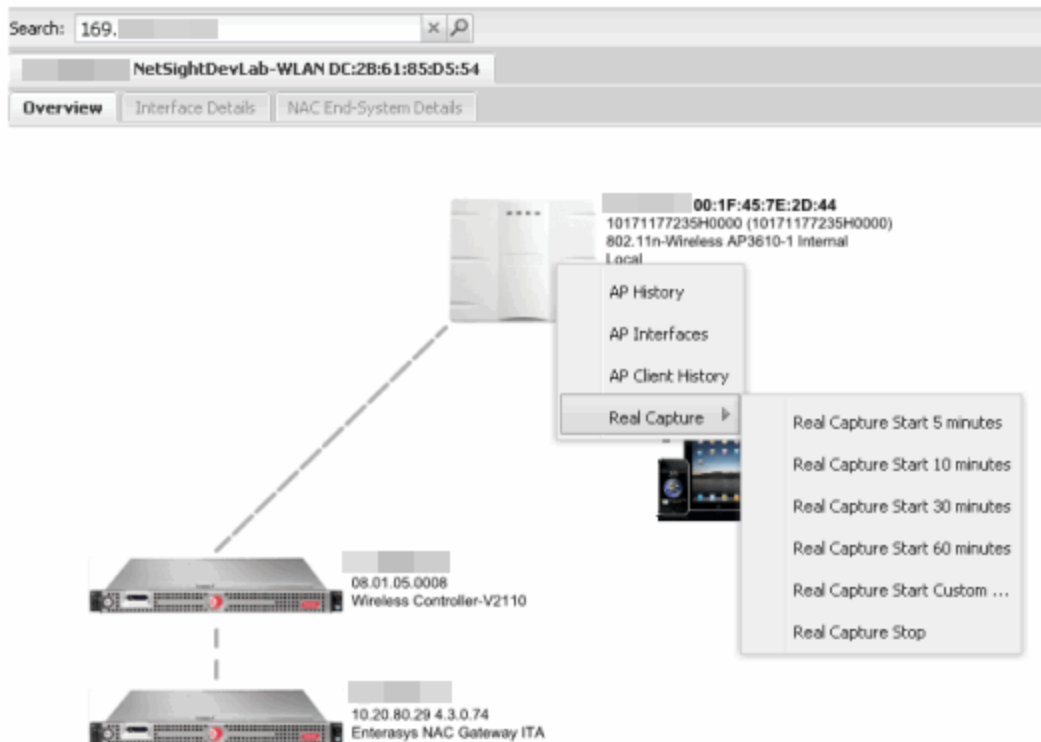 Search: 169.
NetSightDevLab-WLAN DC:2B:61:85:D5:54
Overview Interface Details NAC End-System Details
00:1F:45:7E:2D:44
10171177235H0000 (10171177235H0000)
802.11n-Wireless AP3610-1 Internal
Local
AP History
AP Interfaces
AP Client History
Real Capture
Real Capture Start 5 minutes
Real Capture Start 10 minutes
Real Capture Start 30 minutes
Real Capture Start 60 minutes
Real Capture Start Custom ...
Real Capture Stop
08.01.05.0008
Wireless Controller-V2110
10.20.80.29 4.3.0.74
Enterasys NAC Gateway ITA